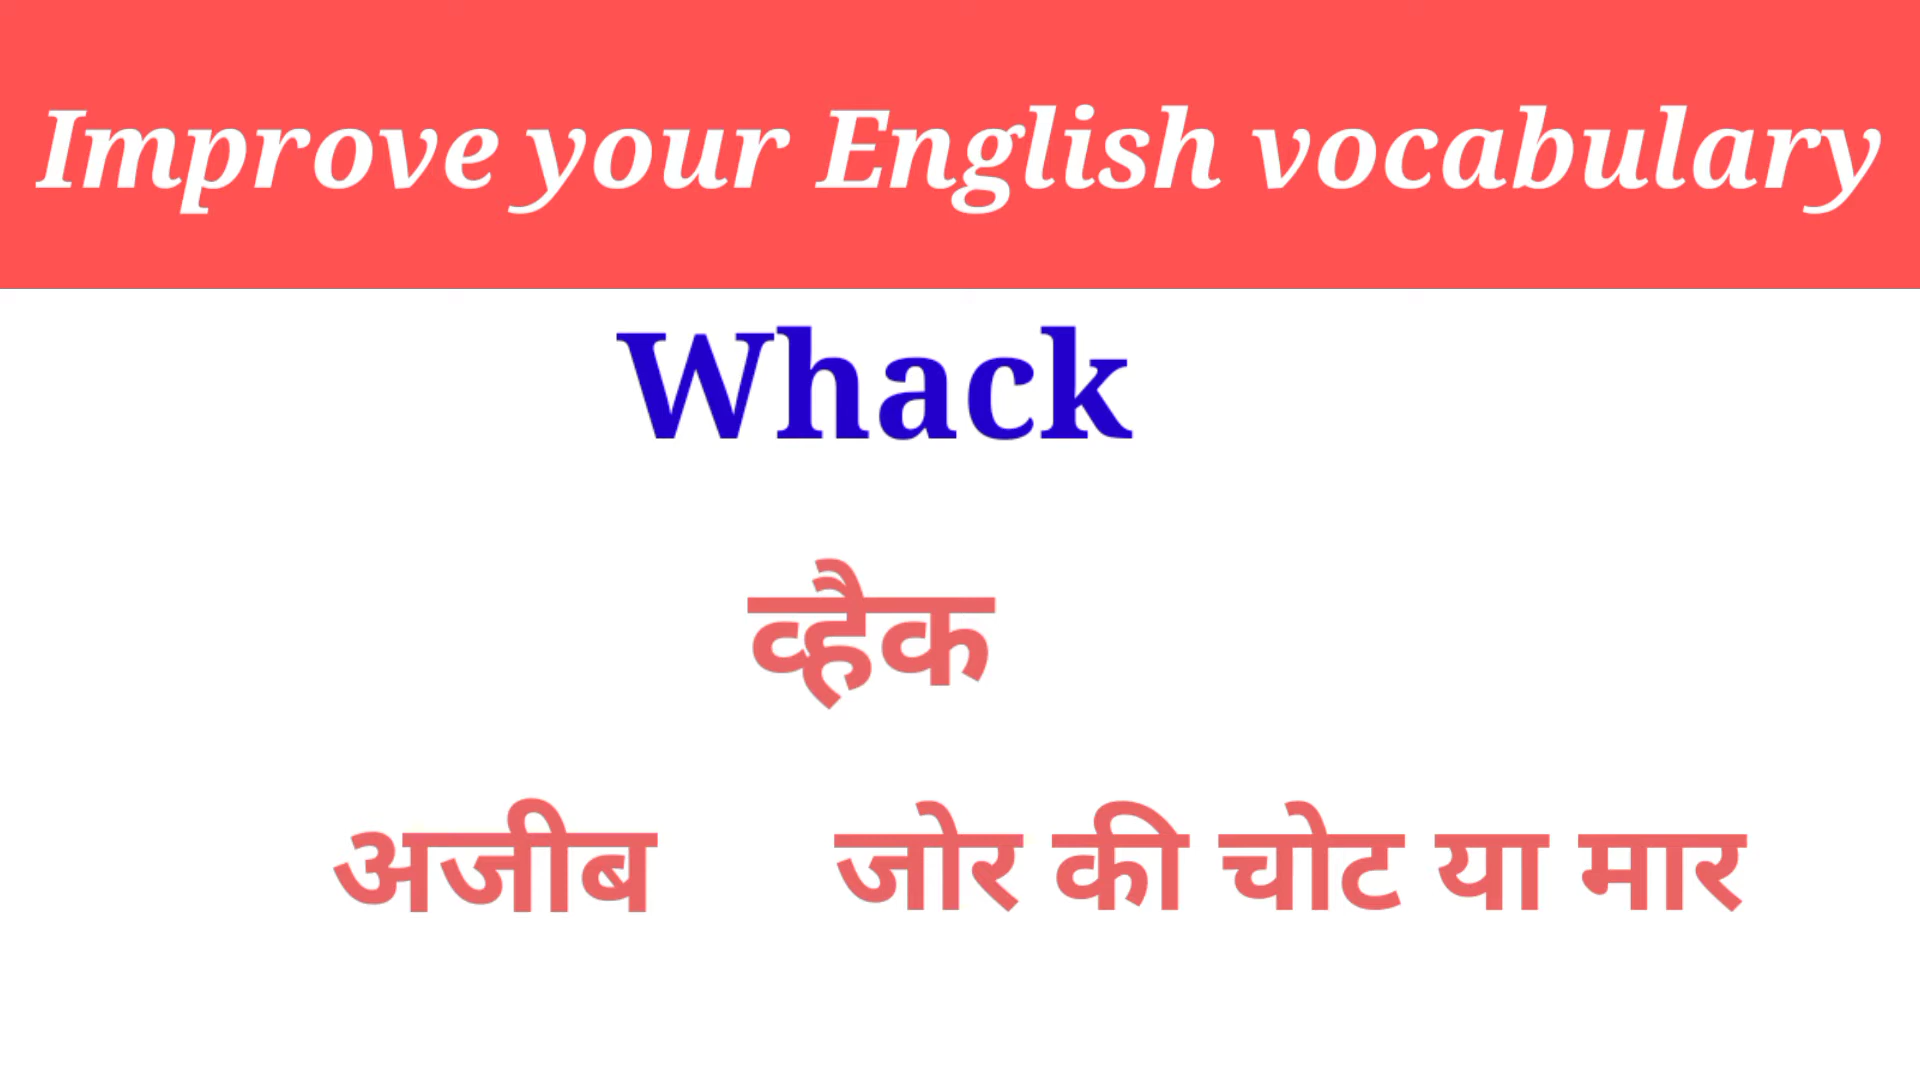 Improve your English vocabulary
Whack
व्हैक
अजीब जोर की चोट या मार